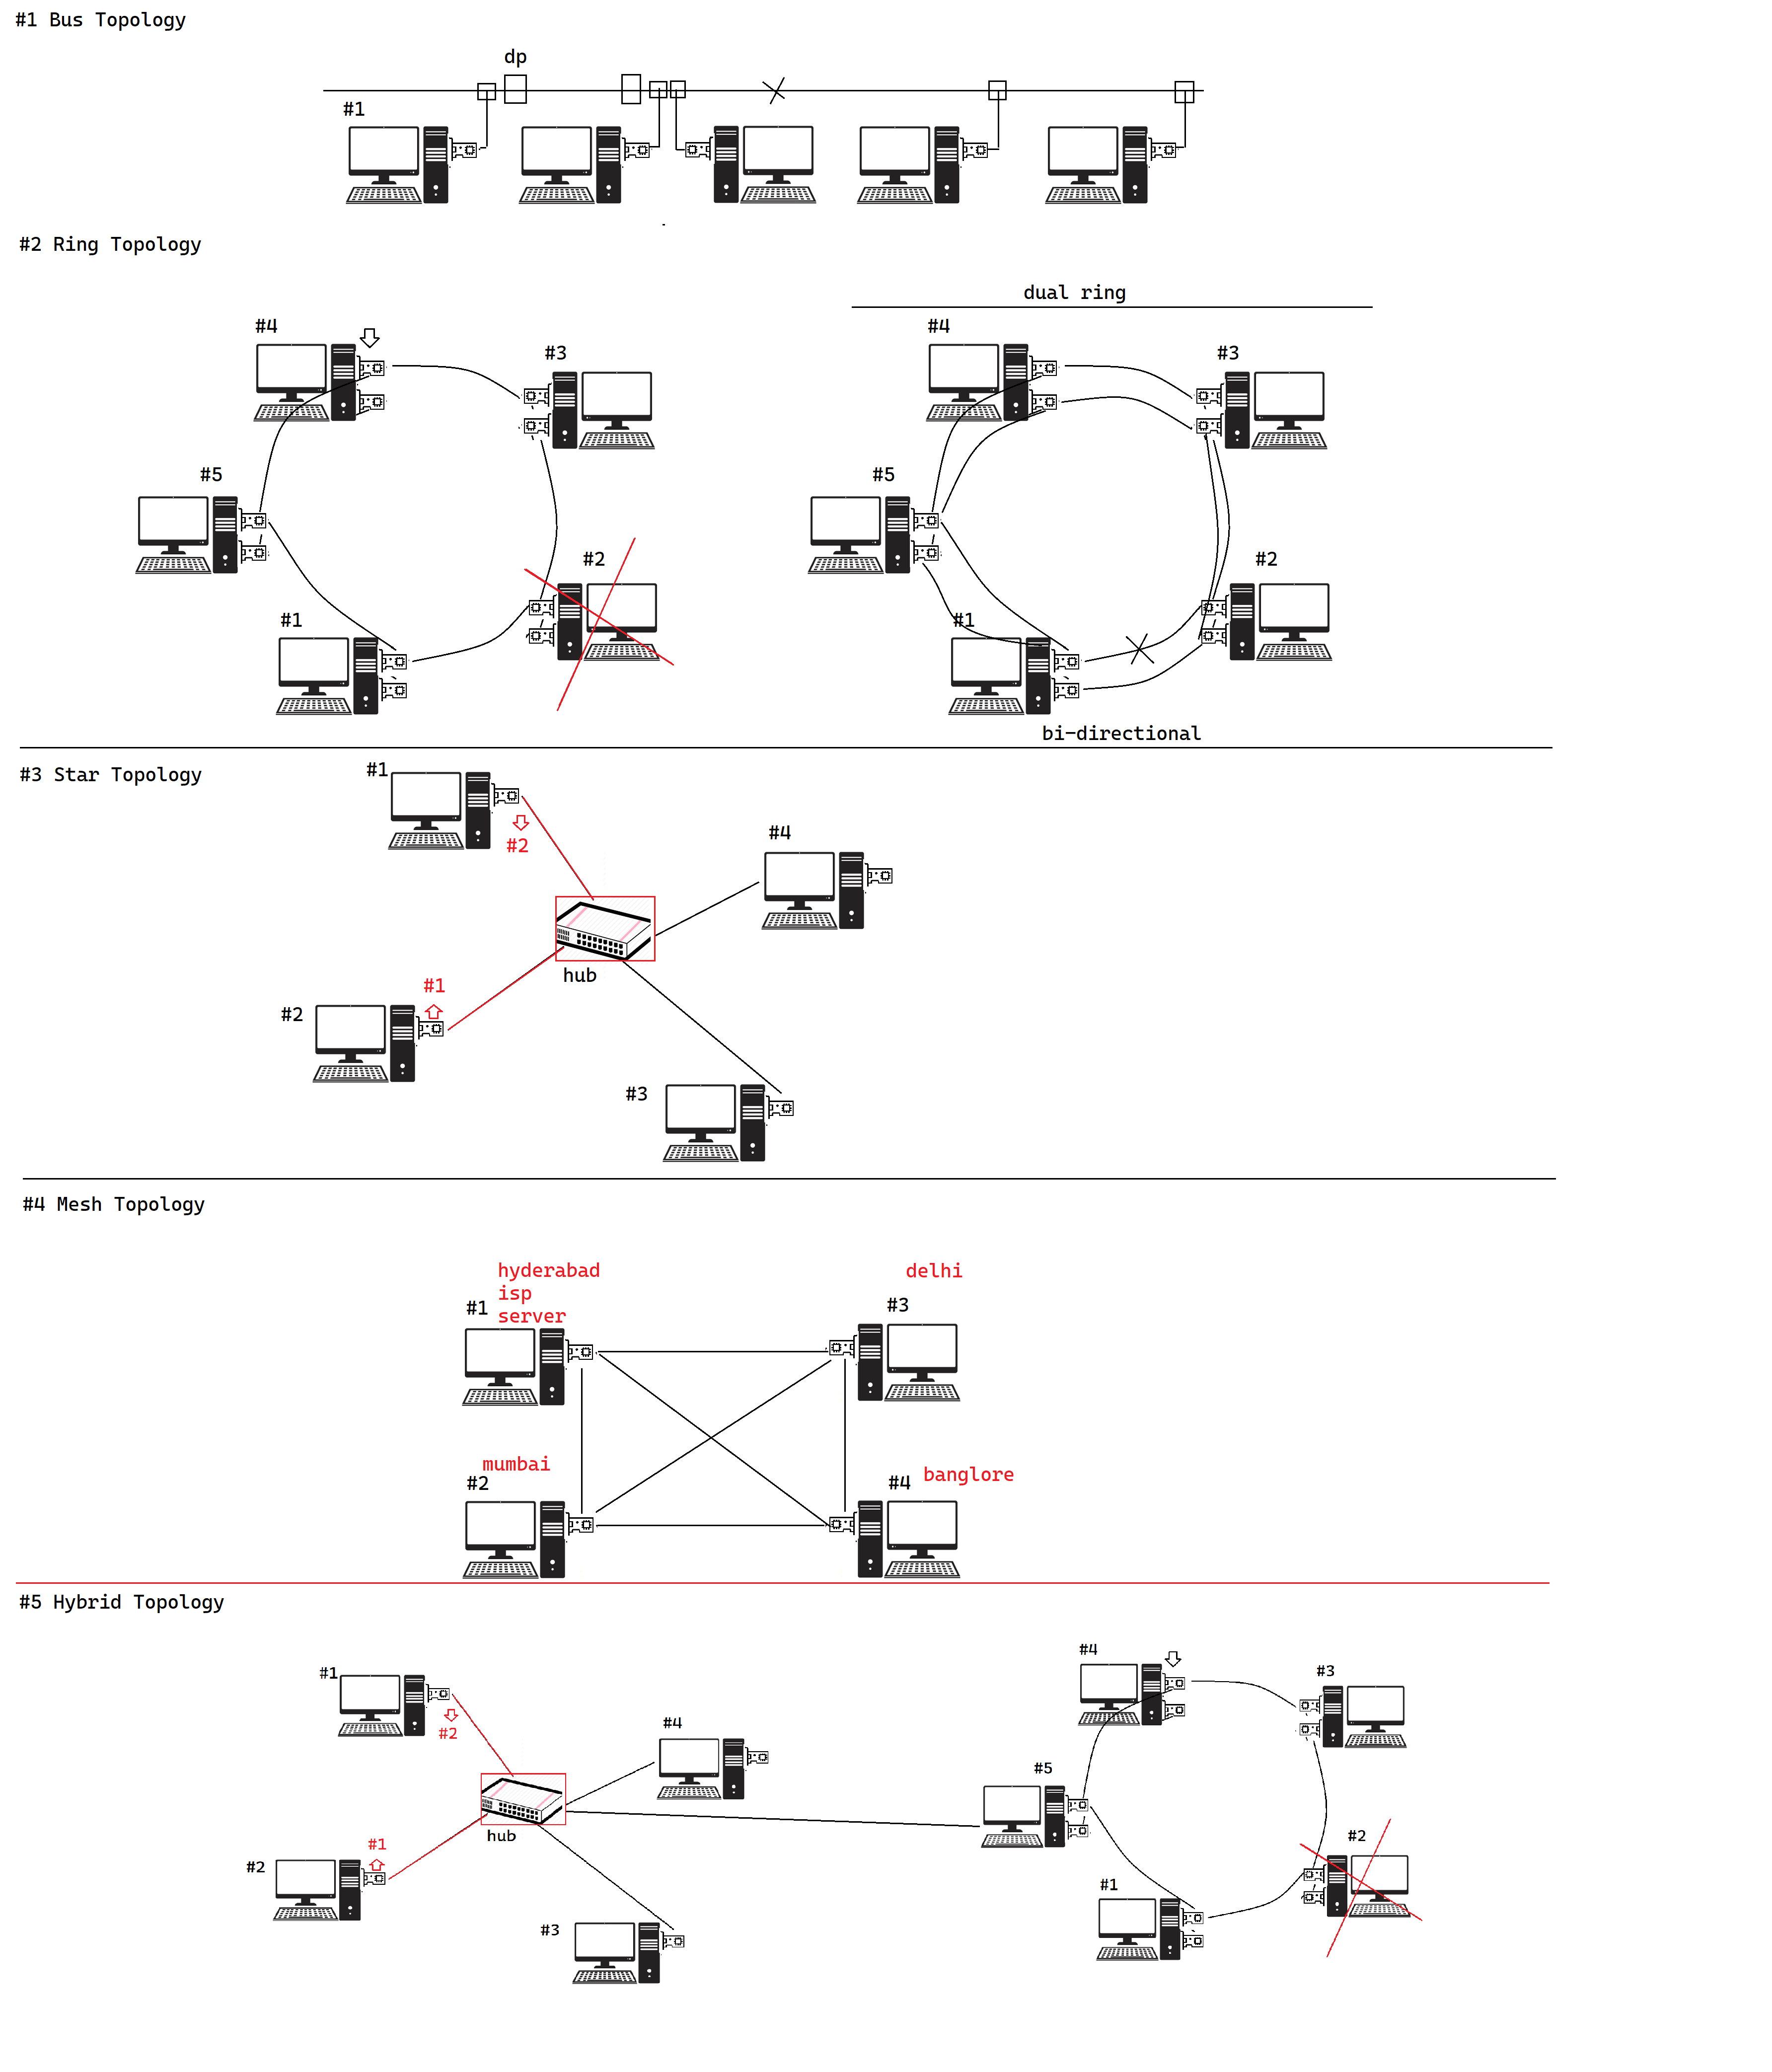 #1 Bus Topology
dp
#1
#2 Ring Topology
dual ring
#4
#3
#5
#2
#1
#4
#3
#5
#2
#1
bi-directional
#3 Star Topology
#1
#2
#4
hub
#1
#2
#3
#4 Mesh Topology
hyderabad
isp
server
#1
delhi
#3
mumbai
#2
#4 banglore
#5 Hybrid Topology
#1
#2
#4
hub
#1
#2
#3
#4
#3
#5
#2
#1